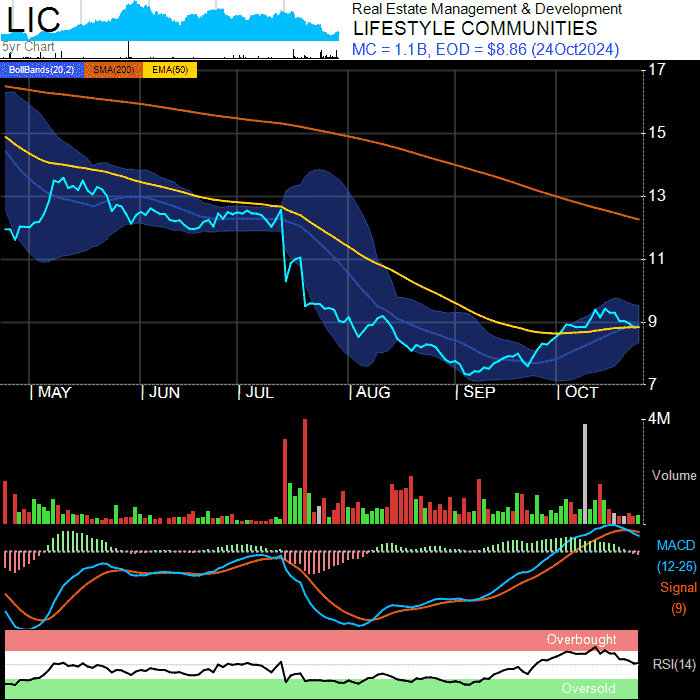 LIC
5yr Chart
Real Estate Management & Development
LIFESTYLE COMMUNITIES
MC = 1.1B, EOD = $8.86 (24Oct2024)
BollBands(20,2) SMA(200) EMA(50)
17
15
13
11
9
7
MAY JUN JUL AUG SEP OCT
4M
Volume
MACD
(12-26)
Signal
(9)
Overbought
RSI(14)
Oversold